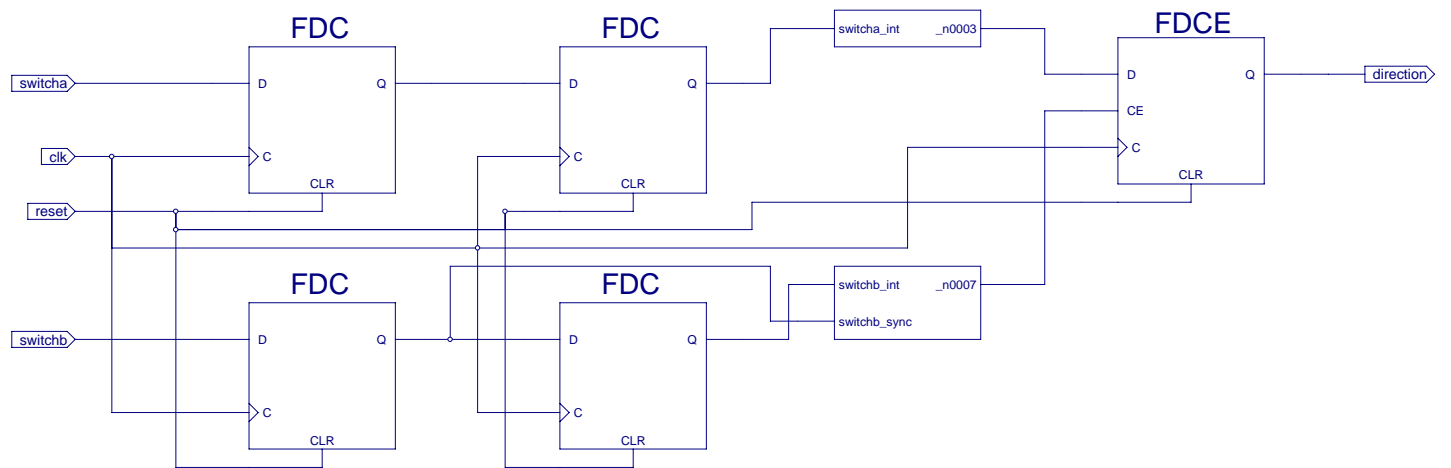 FDC
FDC
FDCE
switcha_int _n0003
switcha
D Q
D Q
D Q
direction
CE
clk
C
C
C
CLR
CLR
CLR
reset
FDC
FDC
switchb_int _n0007
switchb_sync
switchb
D Q
D Q
C
C
CLR
CLR